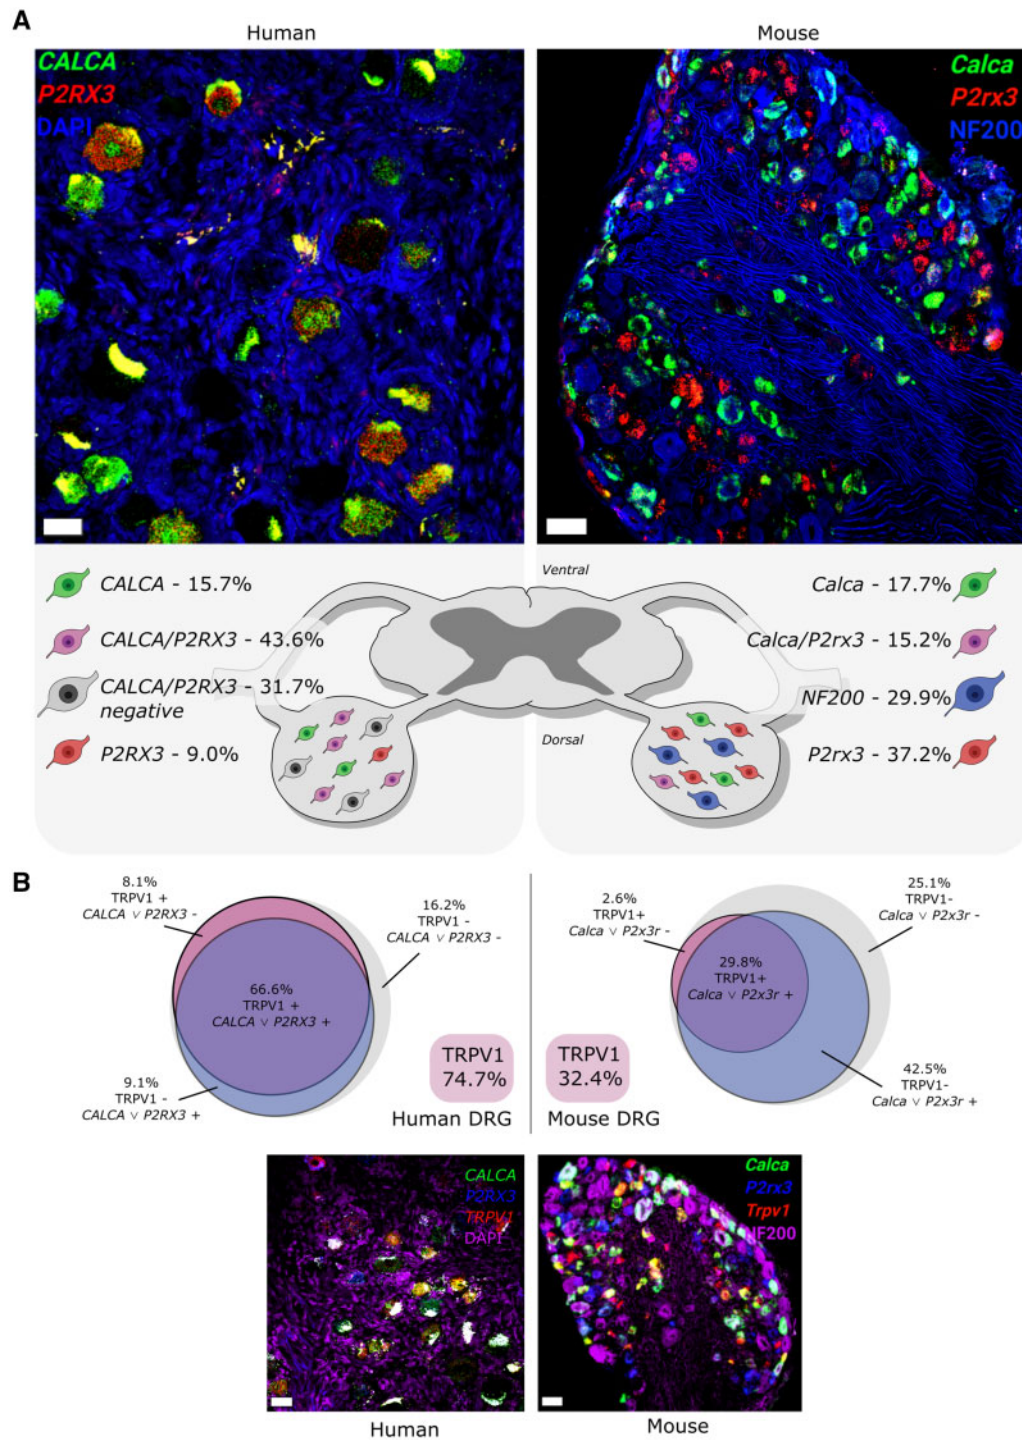 A
Human
Mouse
CALCA
P2RX3
DAPI
Calca
P2rx3
NF200
CALCA - 15.7%
CALCA/P2RX3 - 43.6%
CALCA/P2RX3 - 31.7%
negative
P2RX3 - 9.0%
Ventral
Dorsal
Calca - 17.7%
Calca/P2rx3 - 15.2%
NF200 - 29.9%
P2rx3 - 37.2%
B
8.1%
TRPV1 +
CALCA v P2RX3 -
16.2%
TRPV1 -
CALCA v P2RX3 -
66.6%
TRPV1 +
CALCA v P2RX3 +
9.1%
TRPV1 -
CALCA v P2RX3 +
TRPV1
74.7%
Human DRG
2.6%
TRPV1+
Calca v P2x3r -
25.1%
TRPV1-
Calca v P2x3r -
29.8%
TRPV1+
Calca v P2x3r +
42.5%
TRPV1-
Calca v P2x3r +
TRPV1
32.4%
Mouse DRG
CALCA
P2RX3
TRPV1
DAPI
Calca
P2rx3
Trpv1
NF200
Human
Mouse